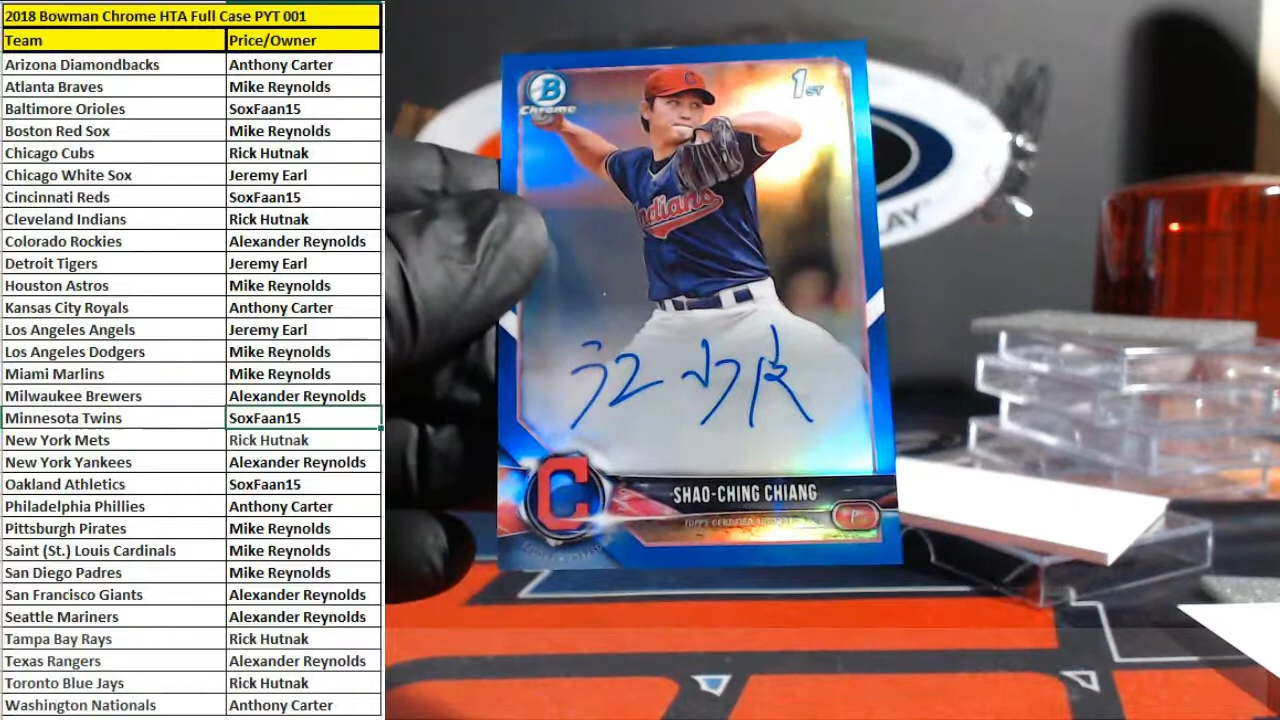 2018 Bowman Chrome HTA Full Case PYT 001
Team Price/Owner
Arizona Diamondbacks Anthony Carter
Atlanta Braves Mike Reynolds
Baltimore Orioles SoxFaan15
Boston Red Sox Mike Reynolds
Chicago Cubs Rick Hutnak
Chicago White Sox Jeremy Earl
Cincinnati Reds SoxFaan15
Cleveland Indians Rick Hutnak
Colorado Rockies Alexander Reynolds
Detroit Tigers Jeremy Earl
Houston Astros Mike Reynolds
Kansas City Royals Anthony Carter
Los Angeles Angels Jeremy Earl
Los Angeles Dodgers Mike Reynolds
Miami Marlins Mike Reynolds
Milwaukee Brewers Alexander Reynolds
Minnesota Twins SoxFaan15
New York Mets Rick Hutnak
New York Yankees Alexander Reynolds
Oakland Athletics SoxFaan15
Philadelphia Phillies Anthony Carter
Pittsburgh Pirates Mike Reynolds
Saint (St.) Louis Cardinals Mike Reynolds
San Diego Padres Mike Reynolds
San Francisco Giants Alexander Reynolds
Seattle Mariners Alexander Reynolds
Tampa Bay Rays Rick Hutnak
Texas Rangers Alexander Reynolds
Toronto Blue Jays Rick Hutnak
Washington Nationals Anthony Carter
B
Chrome
1ST
C
Indians
C
SHAO-CHING CHIANG
TOPPS CERTIFIED
P
LAY